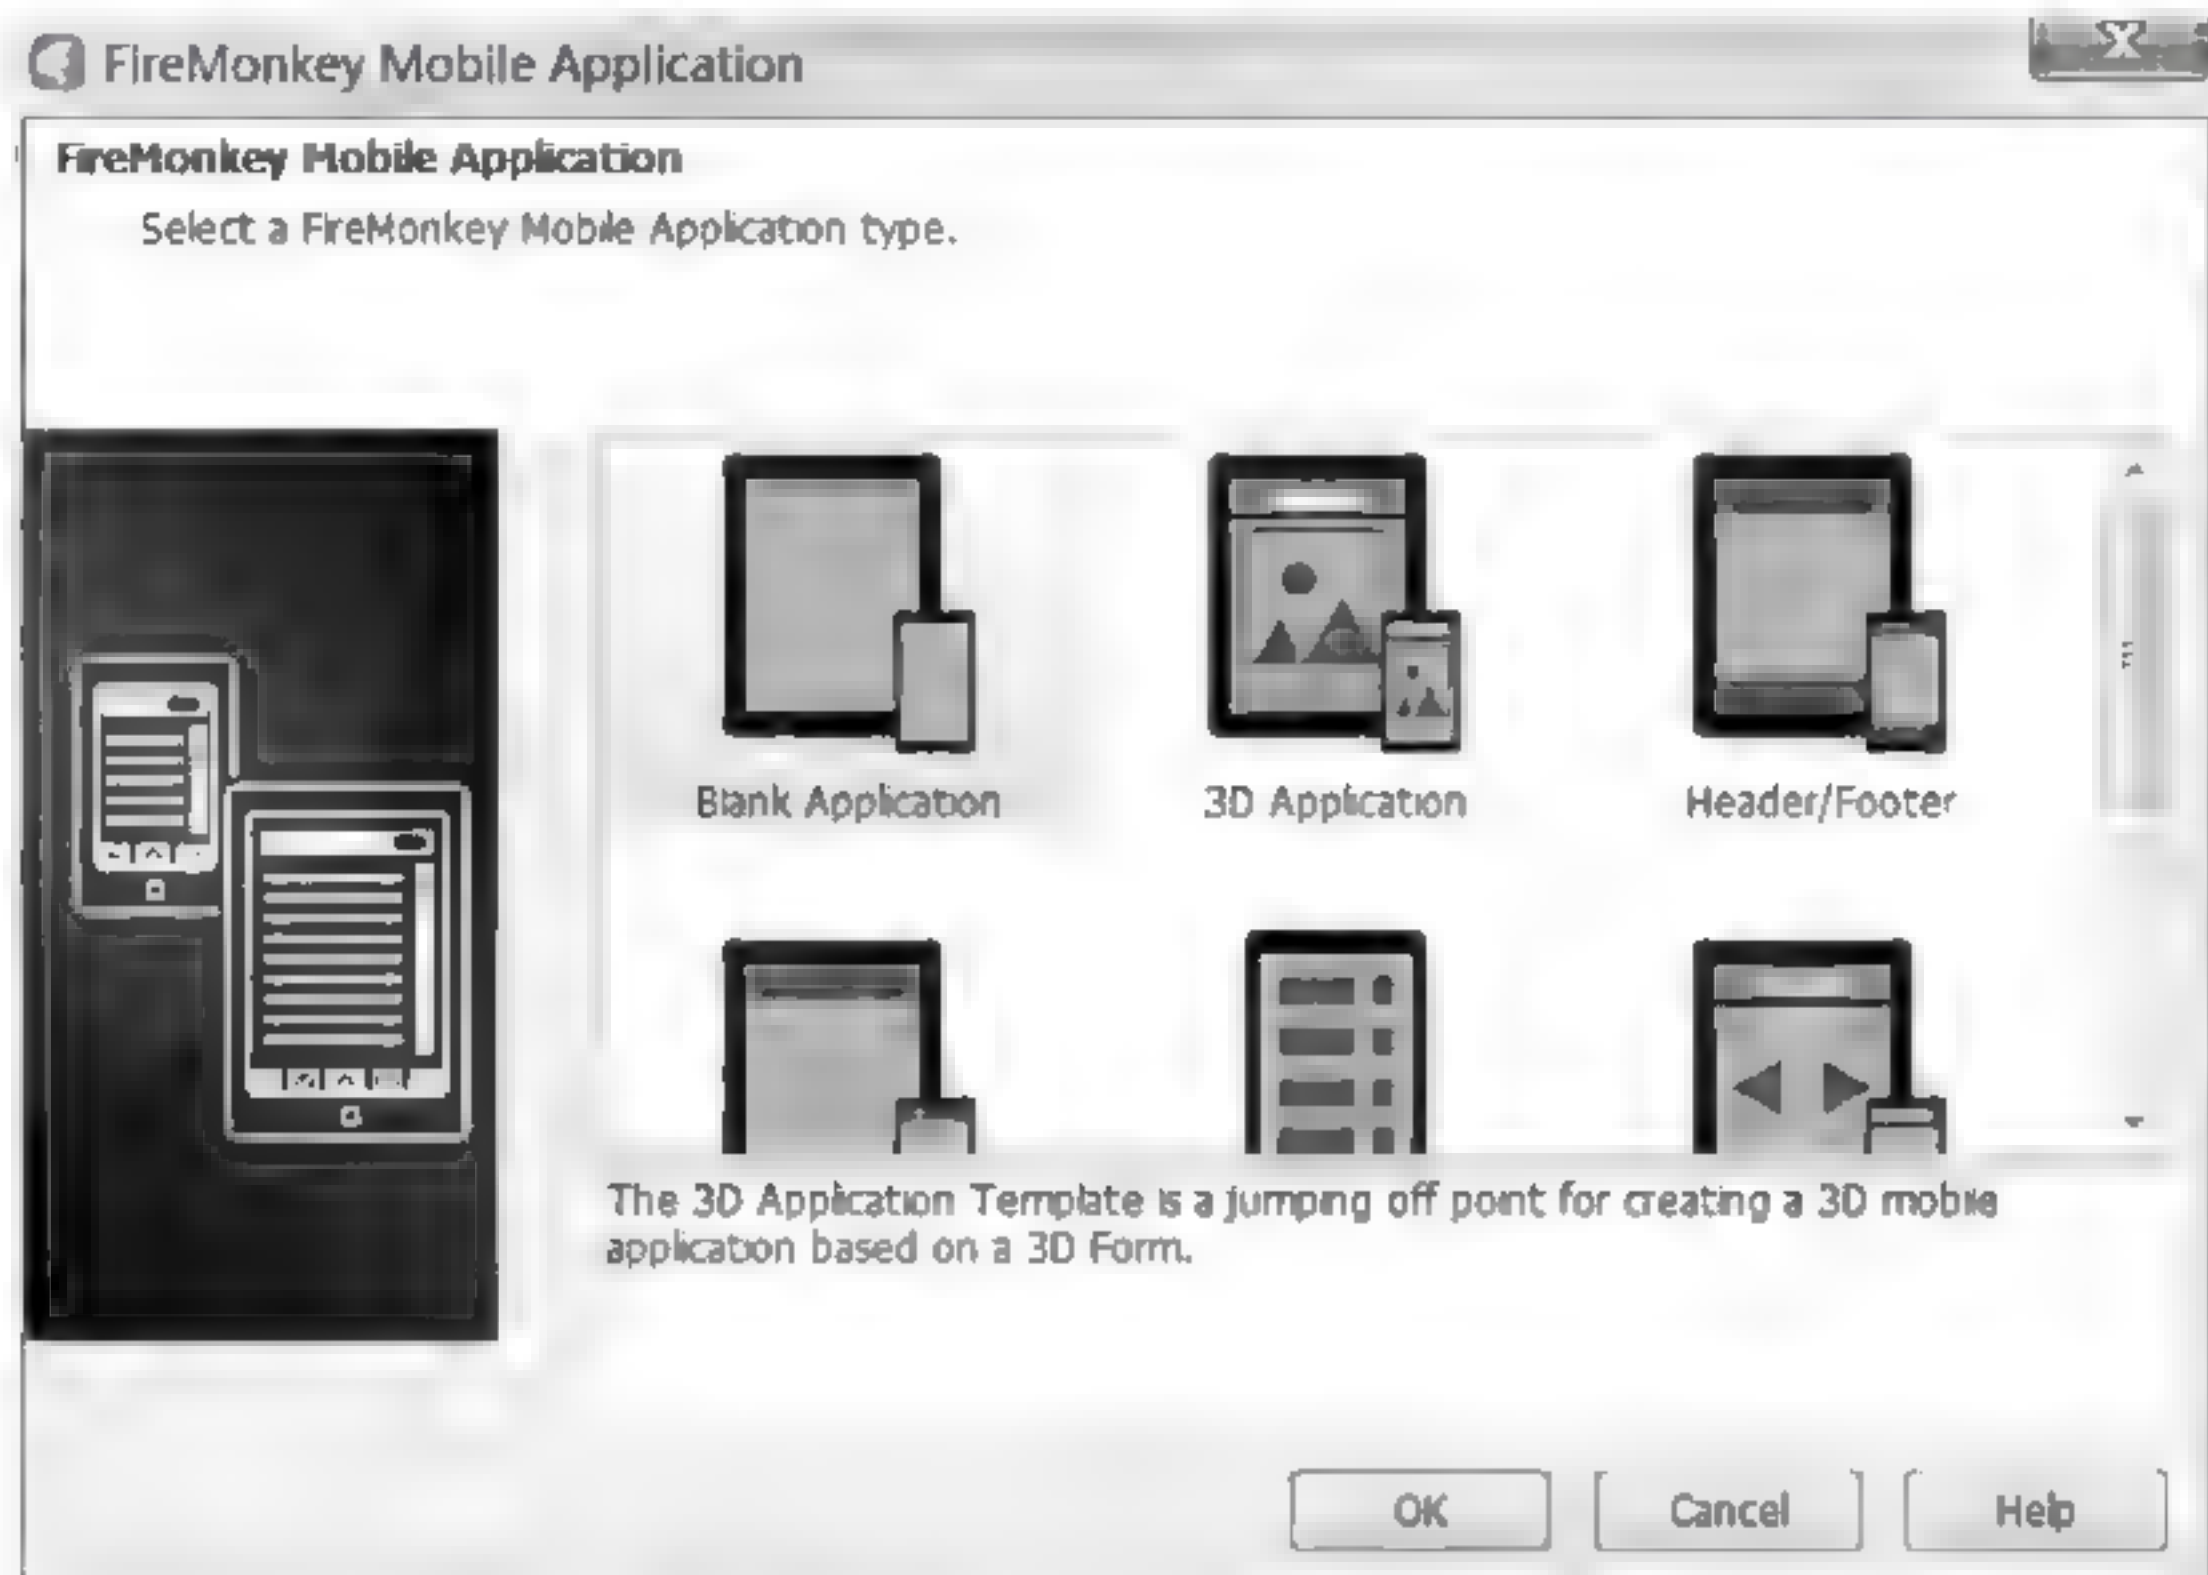 FireMonkey Mobile Application
FireMonkey Mobile Application
Select a FireMonkey Mobile Application type.
Blank Application
3D Application
Header/Footer
The 3D Application Template is a jumping off point for creating a 3D mobile
application based on a 3D Form.
OK
Cancel
Help